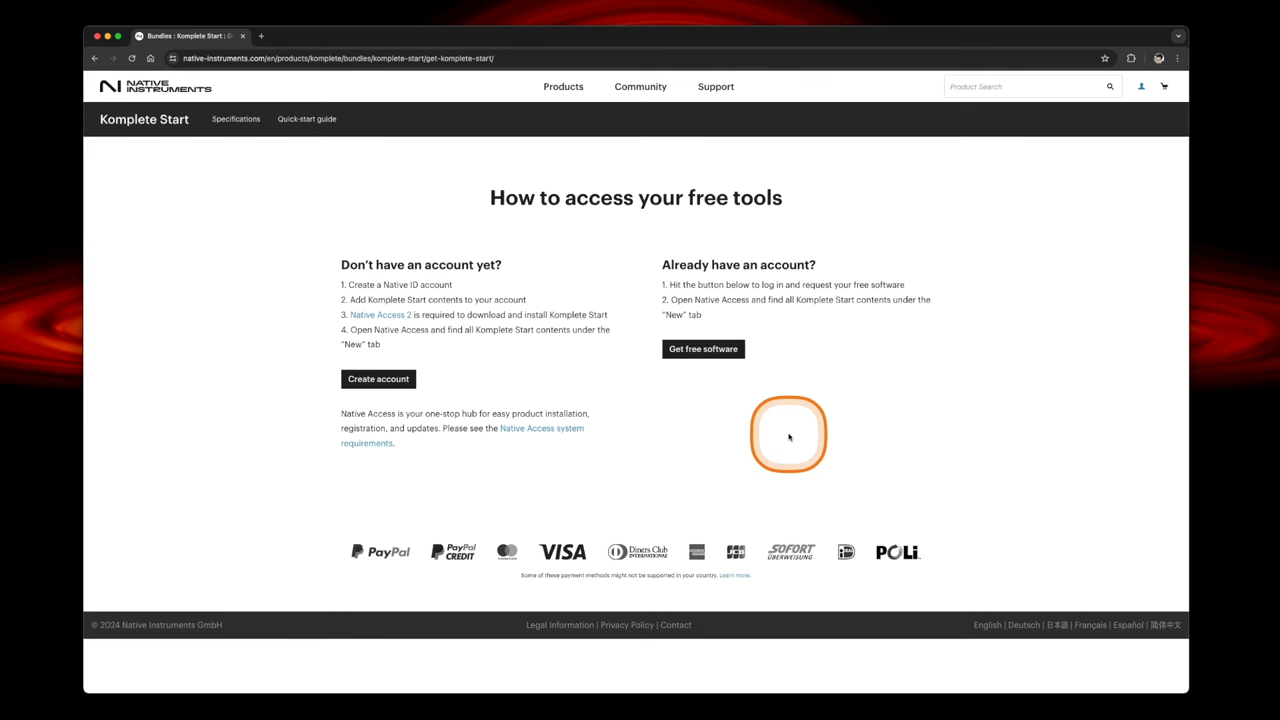 Bundles : Komplete Start : G
native-instruments.com/en/products/komplete/bundles/komplete-start/get-komplete-start/
NATIVE
INSTRUMENTS
Products
Community
Support
Product Search
Komplete Start
Specifications
Quick-start guide
How to access your free tools
Don’t have an account yet?
1. Create a Native ID account
2. Add Komplete Start contents to your account
3. Native Access 2 is required to download and install Komplete Start
4. Open Native Access and find all Komplete Start contents under the
“New” tab
Create account
Native Access is your one-stop hub for easy product installation,
registration, and updates. Please see the Native Access system
requirements.
Already have an account?
1. Hit the button below to log in and request your free software
2. Open Native Access and find all Komplete Start contents under the
“New” tab
Get free software
PayPal
PayPal
CREDIT
VISA
Diners Club
INTERNATIONAL
JCB
SOFORT
ÜBERWEISUNG
POLi
Some of these payment methods might not be supported in your country. Learn more.
© 2024 Native Instruments GmbH
Legal Information | Privacy Policy | Contact
English | Deutsch | 日本語 | Français | Español | 简体中文